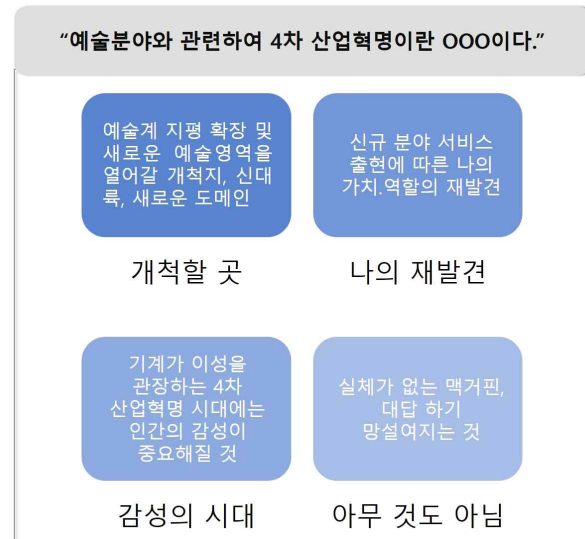 “예술분야와 관련하여 4차 산업혁명이란 OOO이다.”
예술계 지평 확장 및
새로운 예술영역을
열어갈 개척지, 신대
륙, 새로운 도메인
개척할 곳
신규 분야 서비스
출현에 따른 나의
가치.역할의 재발견
나의 재발견
기계가 이성을
관장하는 4차
산업혁명 시대에는
인간의 감성이
중요해질 것
감성의 시대
실체가 없는 맥거핀,
대답 하기
망설여지는 것
아무 것도 아님